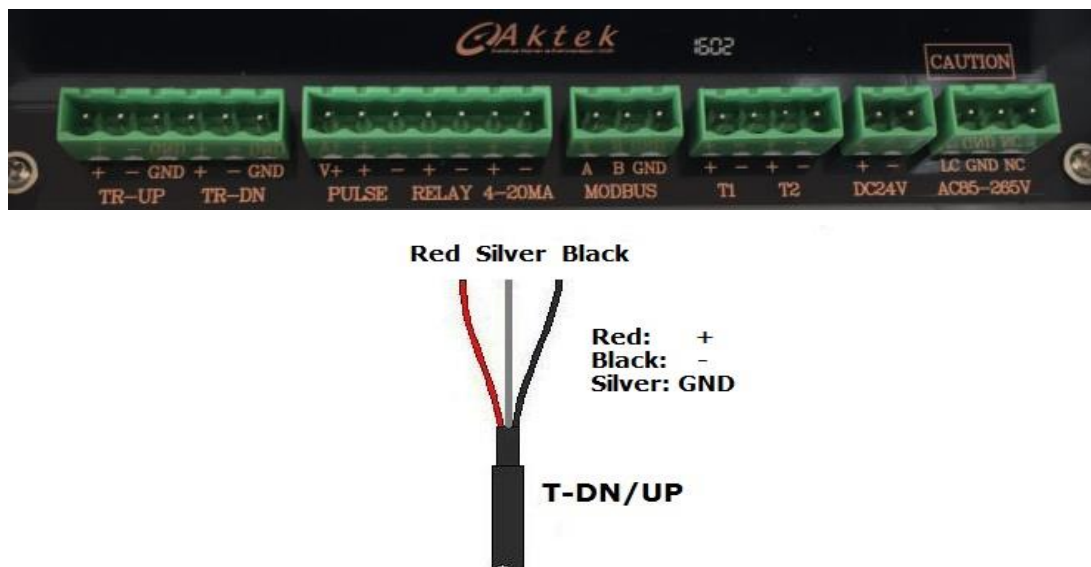 Aktek
1602
CAUTION
+ - GND + - GND
V+ + - + - + -
A B GND
+ - + -
+ -
LC GND NC
TR-UP TR-DN
PULSE RELAY 4-20MA
MODBUS
T1 T2
DC24V
AC85-265V
Red Silver Black
Red: +
Black: -
Silver: GND
T-DN/UP